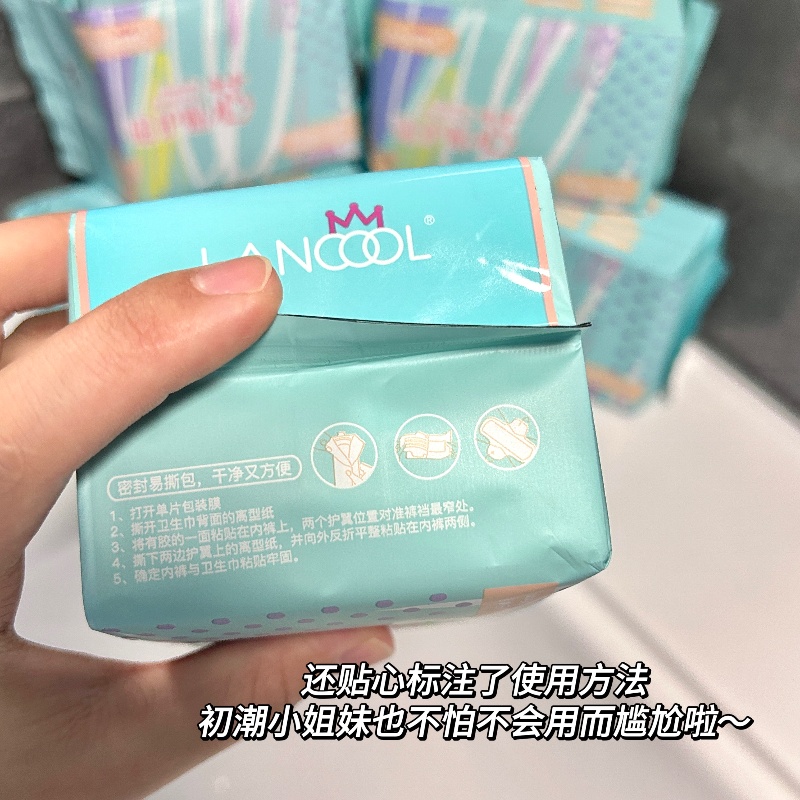 LANCOOL®
密封易撕包，干净又方便
1、打开单片包装膜
2、撕开卫生巾背面的离型纸
3、将有胶的一面粘贴在内裤上，两个护翼位置对准裤裆最窄处。
4、撕下两边护翼上的离型纸，并向外反折平整粘贴在内裤两侧。
5、确定内裤与卫生巾粘贴牢固。
还贴心标注了使用方法
初潮小姐妹也不怕不会用而尴尬啦～